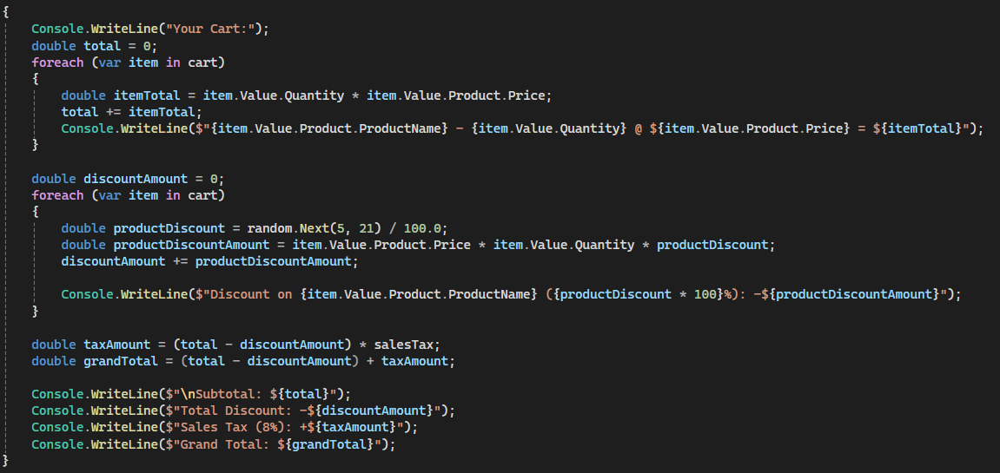 {
    Console.WriteLine("Your Cart:");
    double total = 0;
    foreach (var item in cart)
    {
        double itemTotal = item.Value.Quantity * item.Value.Product.Price;
        total += itemTotal;
        Console.WriteLine($"{item.Value.Product.ProductName} - {item.Value.Quantity} @ ${item.Value.Product.Price} = ${itemTotal}");
    }

    double discountAmount = 0;
    foreach (var item in cart)
    {
        double productDiscount = random.Next(5, 21) / 100.0;
        double productDiscountAmount = item.Value.Product.Price * item.Value.Quantity * productDiscount;
        discountAmount += productDiscountAmount;

        Console.WriteLine($"Discount on {item.Value.Product.ProductName} ({productDiscount * 100}%): -${productDiscountAmount}");
    }

    double taxAmount = (total - discountAmount) * salesTax;
    double grandTotal = (total - discountAmount) + taxAmount;

    Console.WriteLine($"\nSubtotal: ${total}");
    Console.WriteLine($"Total Discount: -${discountAmount}");
    Console.WriteLine($"Sales Tax (8%): +${taxAmount}");
    Console.WriteLine($"Grand Total: ${grandTotal}");
}